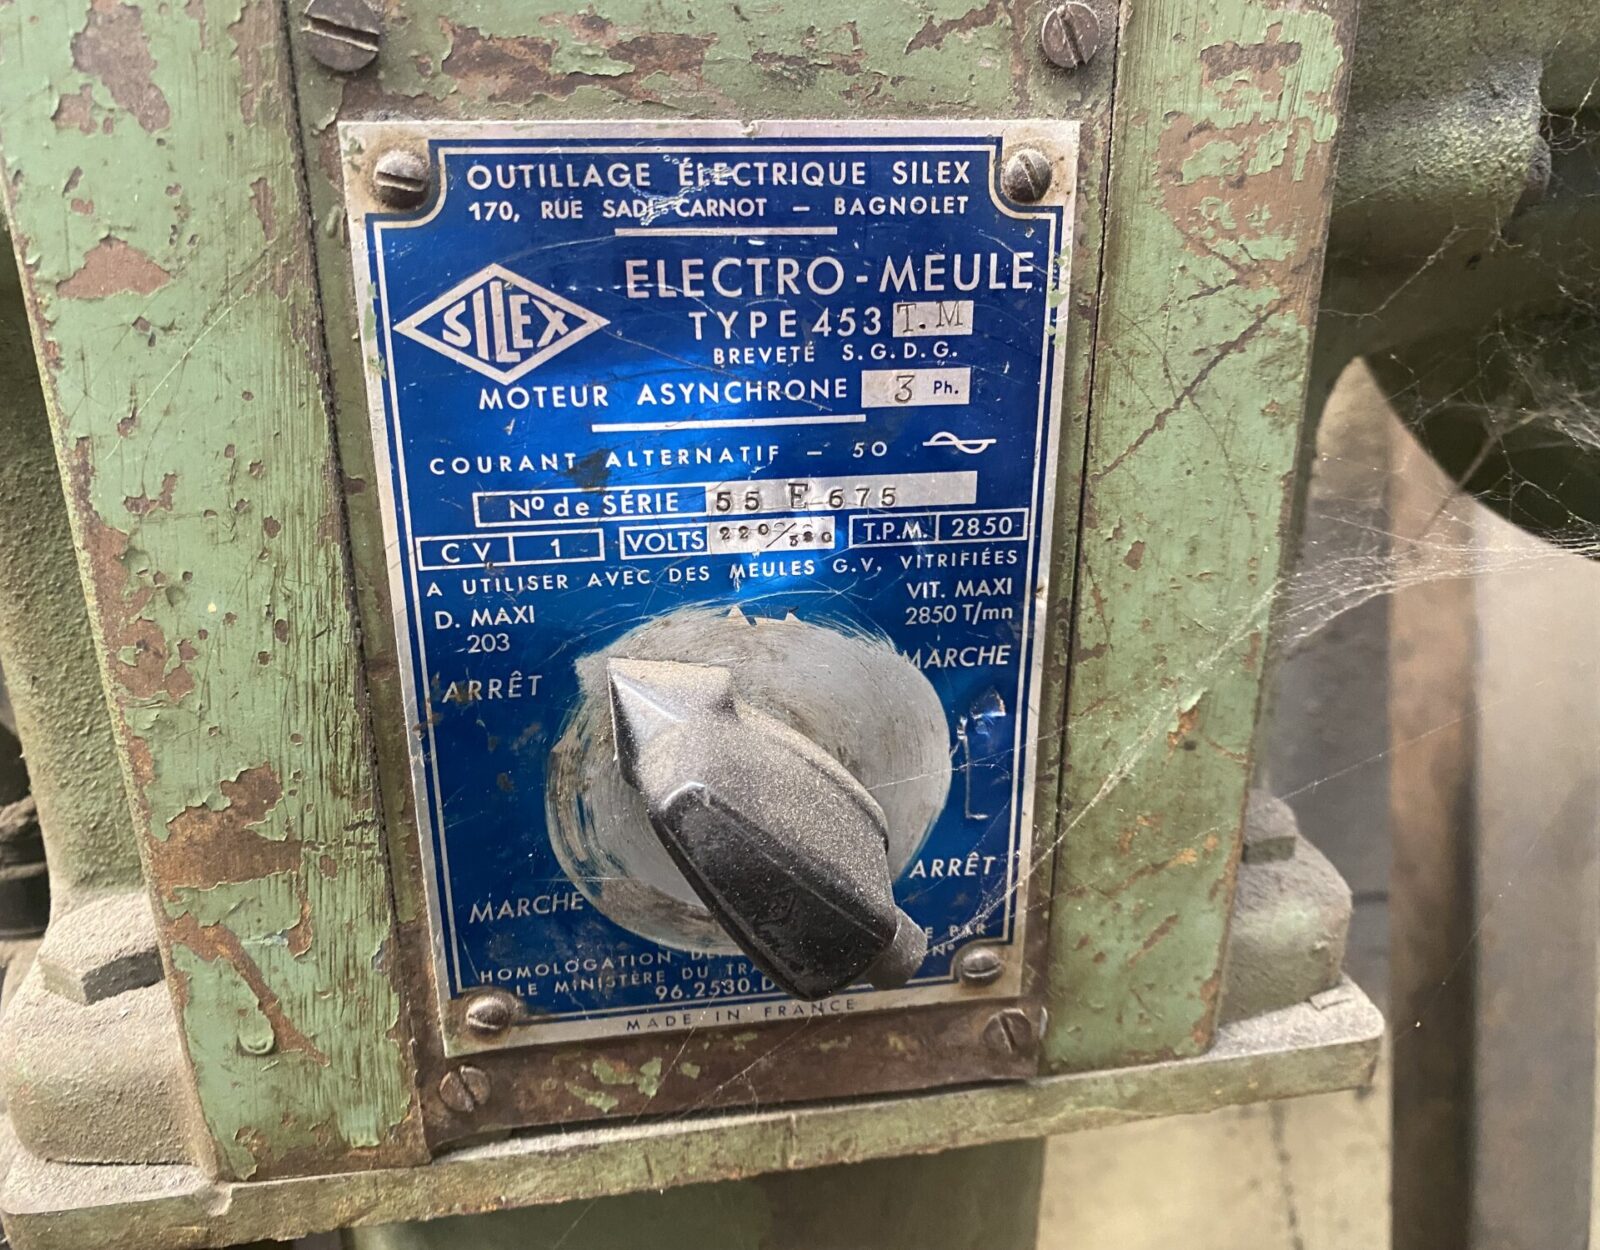 OUTILLAGE ÉLECTRIQUE SILEX
170, RUE SADI-CARNOT — BAGNOLET
SILEX
ELECTRO-MEULE
TYPE 453 T.M
BREVETÉ S.G.D.G.
MOTEUR ASYNCHRONE 3 Ph.
COURANT ALTERNATIF — 50
Nº de SÉRIE 55 E 675
CV 1 VOLTS 220/380 T.P.M. 2850
A UTILISER AVEC DES MEULES G.V. VITRIFIÉES
D. MAXI
203
VIT. MAXI
2850 T/mn
ARRÊT
MARCHE
MARCHE
ARRÊT
HOMOLOGATION PAR
LE MINISTÈRE DU Nº
96.2530.D
MADE IN FRANCE